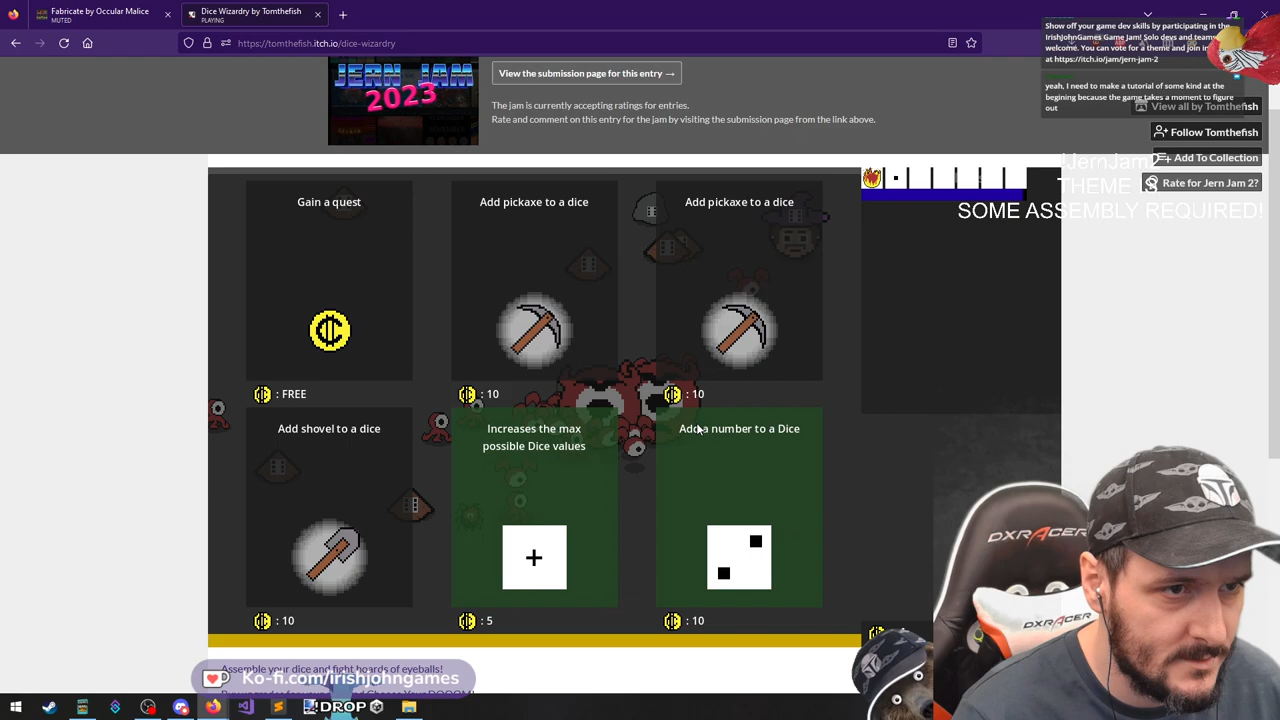 Fabricate by Occular Malice
MUTED
Dice Wizardry by Tomthefish
PLAYING
https://tomthefish.itch.io/dice-wizardry
Show off your game dev skills by participating in the
IrishJohnGames Game Jam! Solo devs and teams
welcome. You can vote for a theme and join in
at https://itch.io/jam/jern-jam-2
yeah, I need to make a tutorial of some kind at the
begining because the game takes a moment to figure
out
JERN JAM
2023
View the submission page for this entry →
The jam is currently accepting ratings for entries.
Rate and comment on this entry for the jam by visiting the submission page from the link above.
View all by Tomthefish
Follow Tomthefish
Add To Collection
Rate for Jern Jam 2?
!JernJam2
THEME IS
SOME ASSEMBLY REQUIRED!
Gain a quest
Add pickaxe to a dice
Add pickaxe to a dice
: FREE
: 10
: 10
Add shovel to a dice
Increases the max
possible Dice values
Add a number to a Dice
: 10
: 5
: 10
Assemble your dice and fight hoards of eyeballs!
Ko-fi.com/irishjohngames
DROP
DXRACER
DXRACER